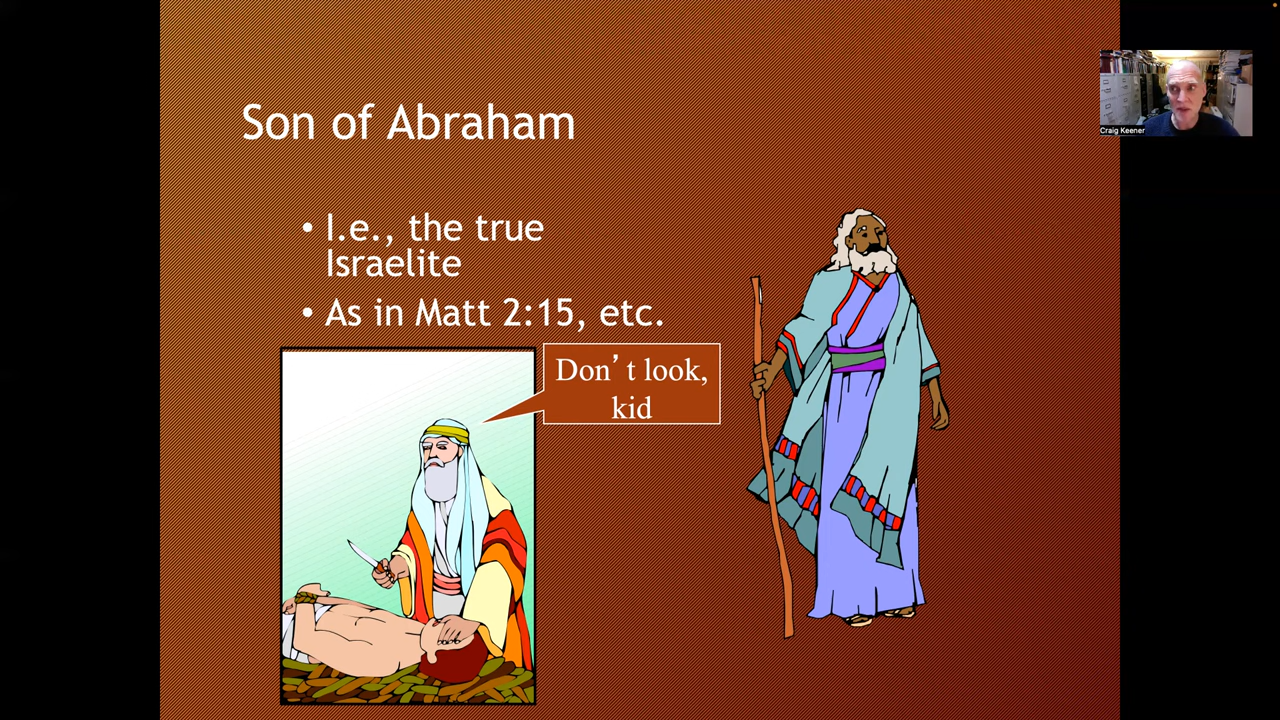 Son of Abraham
• I.e., the true
Israelite
• As in Matt 2:15, etc.
Don’t look,
kid
Craig Keener